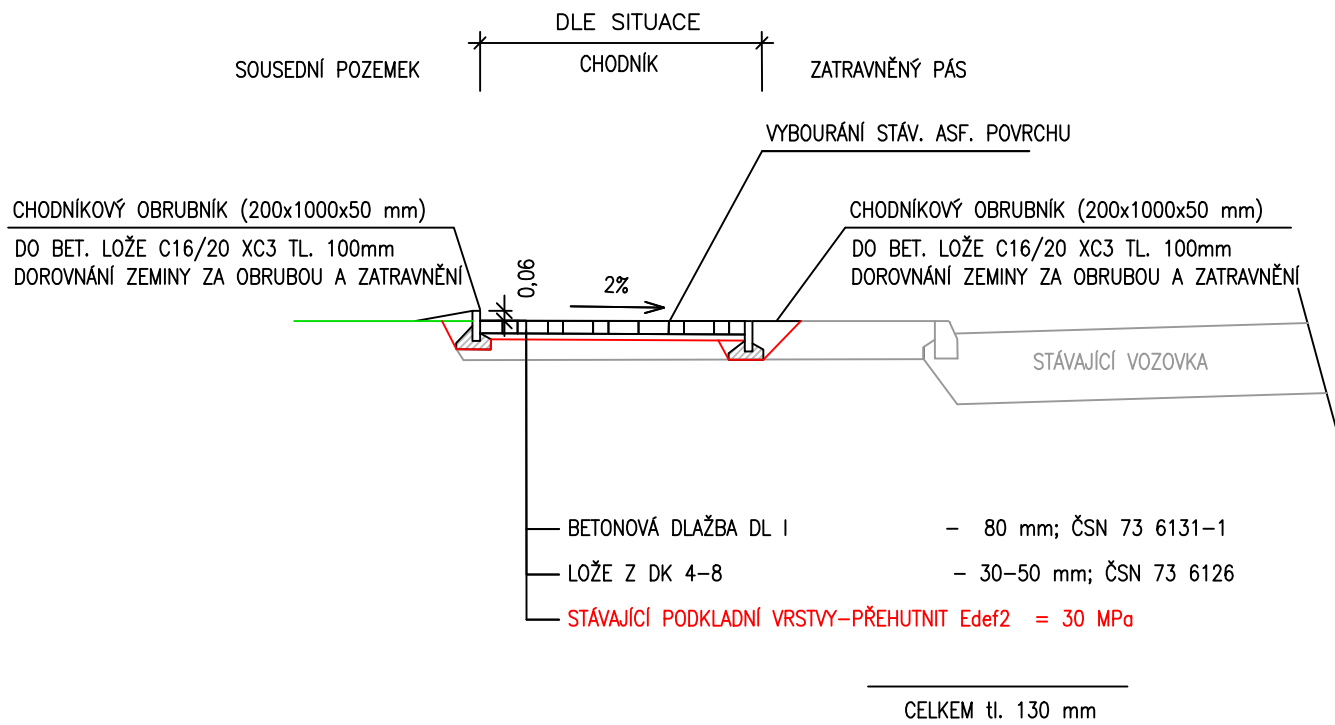 DLE SITUACE
SOUSEDNÍ POZEMEK
CHODNÍK
ZATRAVNĚNÝ PÁS
VYBOURÁNÍ STÁV. ASF. POVRCHU
CHODNÍKOVÝ OBRUBNÍK (200x1000x50 mm)
DO BET. LOŽE C16/20 XC3 TL. 100mm
DOROVNÁNÍ ZEMINY ZA OBRUBOU A ZATRAVNĚNÍ
CHODNÍKOVÝ OBRUBNÍK (200x1000x50 mm)
DO BET. LOŽE C16/20 XC3 TL. 100mm
DOROVNÁNÍ ZEMINY ZA OBRUBOU A ZATRAVNĚNÍ
0,06
2%
STÁVAJÍCÍ VOZOVKA
BETONOVÁ DLAŽBA DL I – 80 mm; ČSN 73 6131–1
LOŽE Z DK 4–8 – 30–50 mm; ČSN 73 6126
STÁVAJÍCÍ PODKLADNÍ VRSTVY–PŘEHUTNIT Edef2 = 30 MPa
CELKEM tl. 130 mm